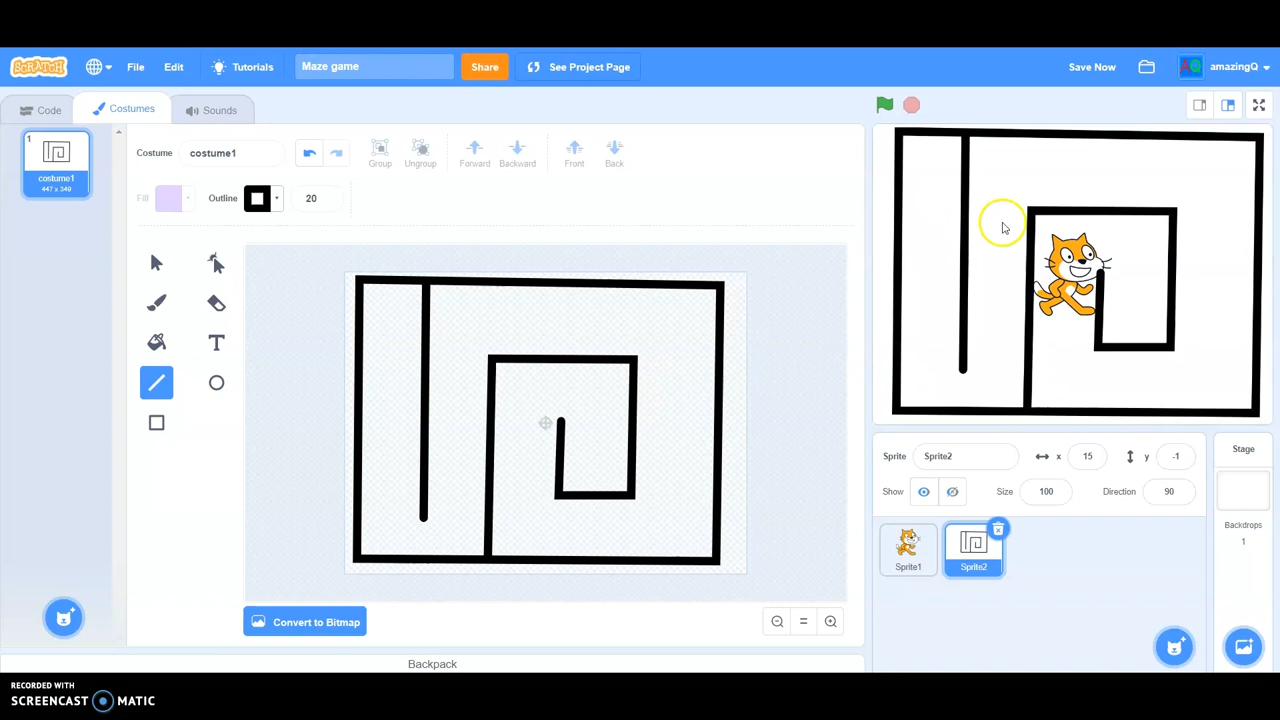 SCRATCH
File
Edit
Tutorials
Maze game
Share
See Project Page
Save Now
AQ
amazingQ
Code
Costumes
Sounds
1
costume1
447 x 349
Costume
costume1
Group
Ungroup
Forward
Backward
Front
Back
Fill
Outline
20
Convert to Bitmap
Backpack
Sprite
Sprite2
x
15
y
-1
Show
Size
100
Direction
90
Sprite1
Sprite2
Stage
Backdrops
1
RECORDED WITH
SCREENCAST MATIC